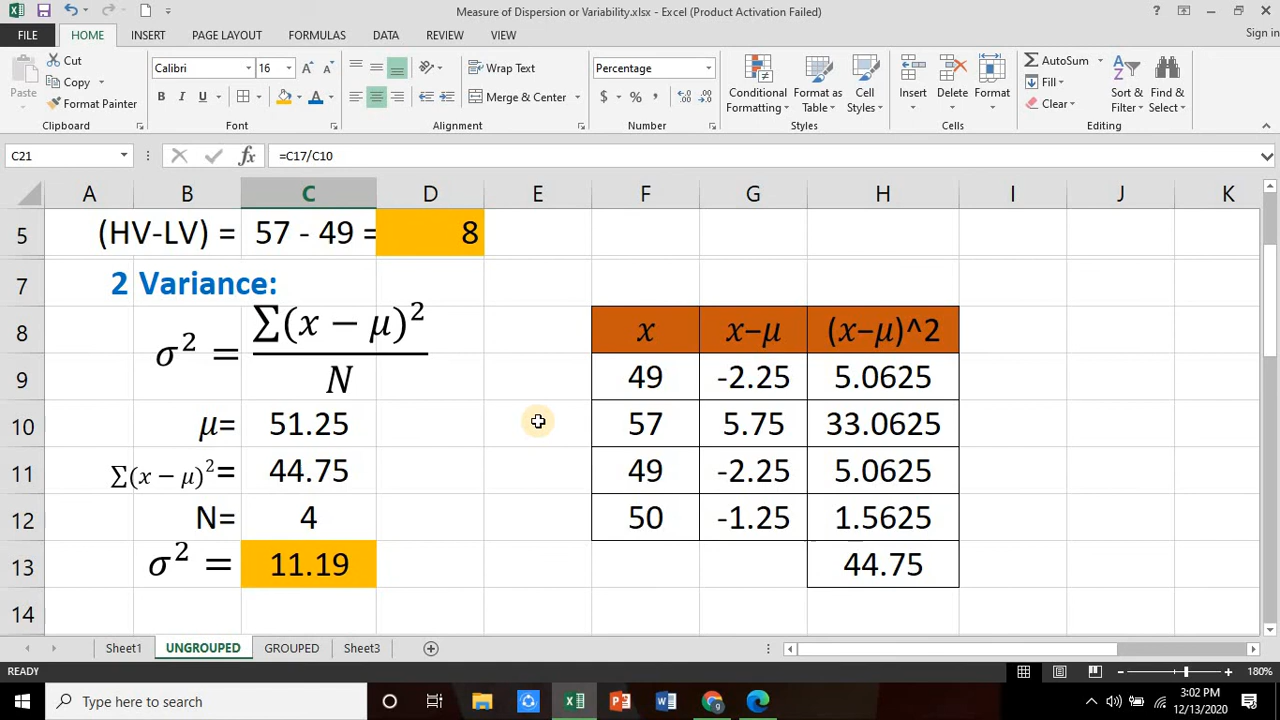 Measure of Dispersion or Variability.xlsx - Excel (Product Activation Failed)
FILE HOME INSERT PAGE LAYOUT FORMULAS DATA REVIEW VIEW Sign in
Paste Cut Copy Format Painter
Calibri 16
B I U
Wrap Text
Merge & Center
Percentage
$ % ,
Conditional Formatting Format as Table Cell Styles
Insert Delete Format
AutoSum Fill Clear
Sort & Filter Find & Select
Clipboard Font Alignment Number Styles Cells Editing
C21 fx =C17/C10
A B C D E F G H I J K
5 (HV-LV) = 57 - 49 = 8
7 2 Variance:
8 σ² = ∑(x − μ)² / N x x−μ (x−μ)^2
9 49 -2.25 5.0625
10 μ= 51.25 57 5.75 33.0625
11 ∑(x − μ)²= 44.75 49 -2.25 5.0625
12 N= 4 50 -1.25 1.5625
13 σ² = 11.19 44.75
14
Sheet1 UNGROUPED GROUPED Sheet3
READY 180%
Type here to search 3:02 PM
12/13/2020